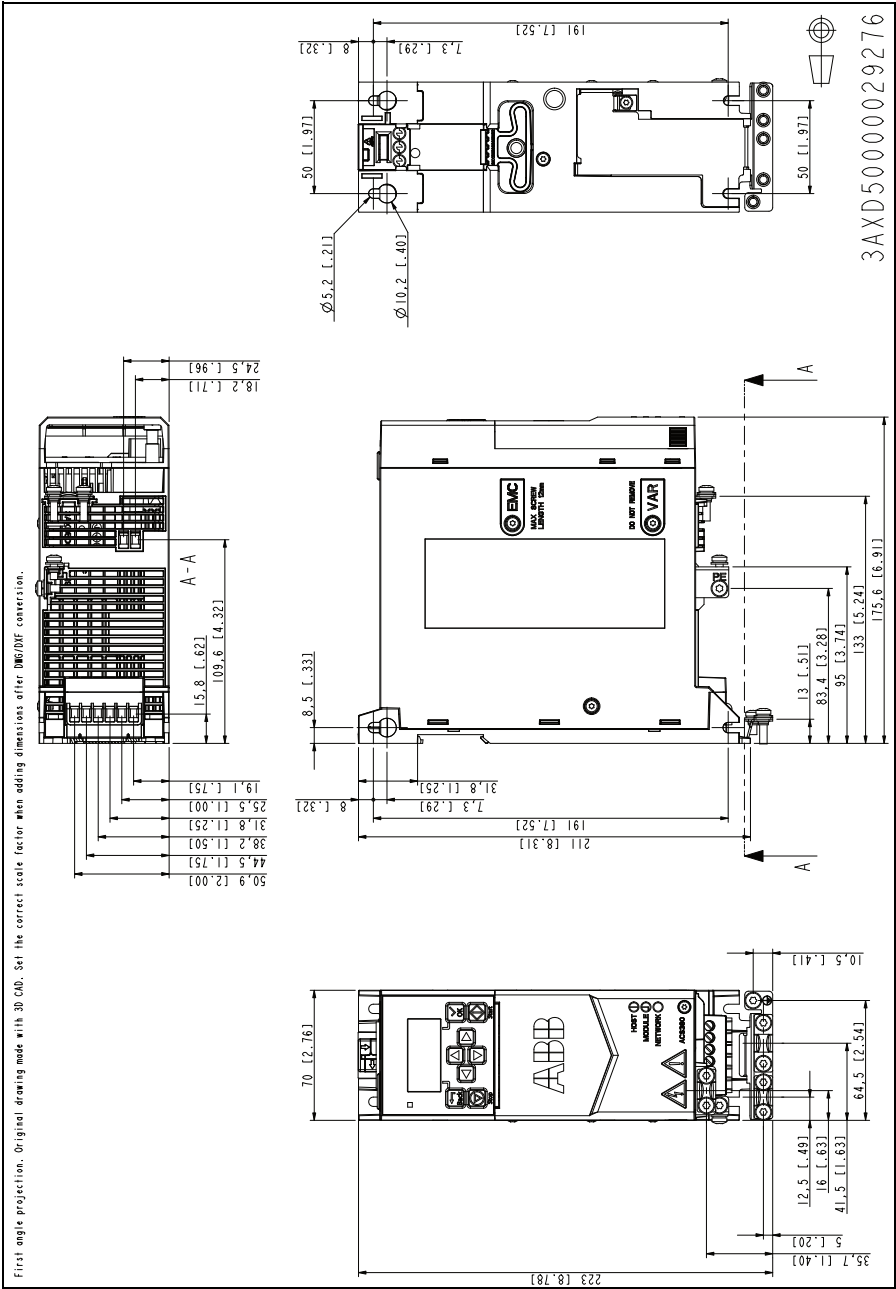 3AXD50000029276
191 [7.52]
8 [.32]
7,3 [.29]
50 [1.97]
50 [1.97]
Ø5,2 [.21]
Ø10,2 [.40]
24,5 [.96]
18,2 [.71]
A-A
15,8 [.62]
109,6 [4.32]
19,1 [.75]
25,5 [1.00]
31,8 [1.25]
38,2 [1.50]
44,5 [1.75]
50,9 [2.00]
A
EMC
MAX SCREW
LENGTH 12mm
DO NOT REMOVE
VAR
PE
8,5 [.33]
13 [.51]
83,4 [3.28]
95 [3.74]
133 [5.24]
175,6 [6.91]
31,8 [1.25]
8 [.32]
7,3 [.29]
191 [7.52]
211 [8.31]
A
70 [2.76]
OK
Start
Back
Stop
ABB
HOST
MODULE
NETWORK
ACS380
10,5 [.41]
12,5 [.49]
16 [.63]
41,5 [1.63]
64,5 [2.54]
5 [.20]
35,7 [1.40]
223 [8.78]
First angle projection. Original drawing made with 3D CAD. Set the correct scale factor when adding dimensions after DWG/DXF conversion.